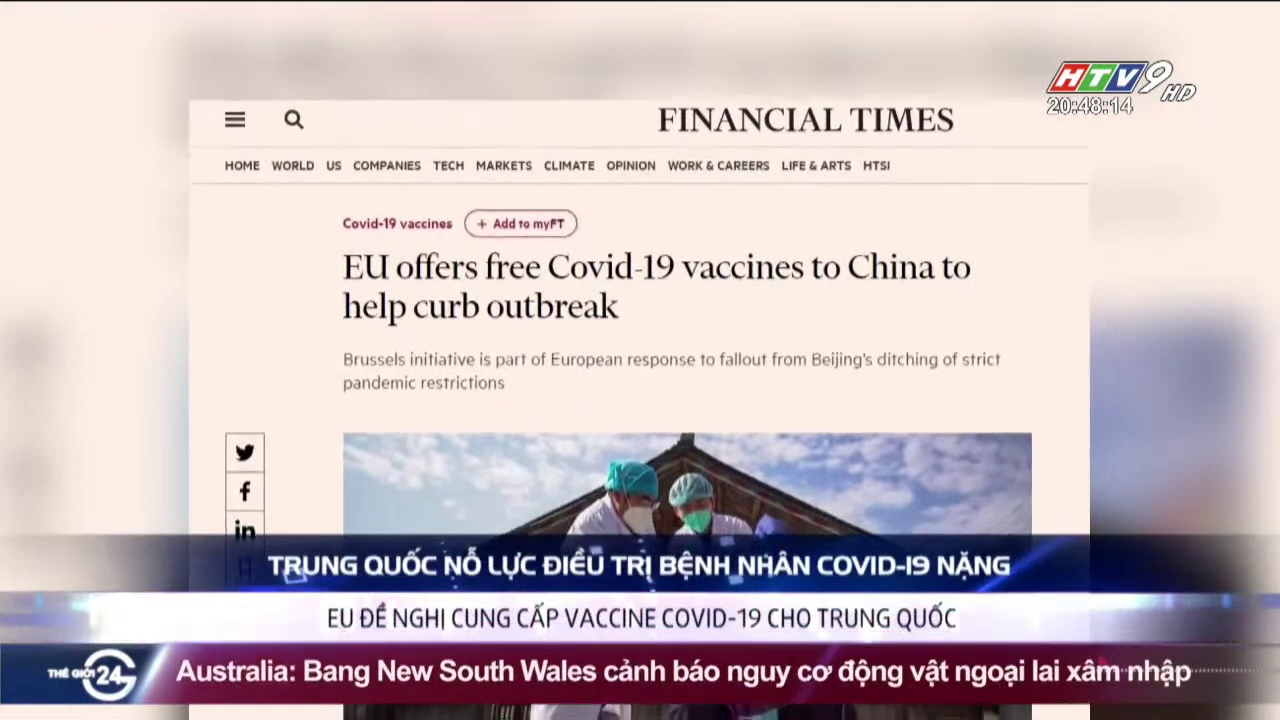 HTV9 HD
20:48:14
FINANCIAL TIMES
HOME WORLD US COMPANIES TECH MARKETS CLIMATE OPINION WORK & CAREERS LIFE & ARTS HTSI
Covid-19 vaccines + Add to myFT
EU offers free Covid-19 vaccines to China to
help curb outbreak
Brussels initiative is part of European response to fallout from Beijing's ditching of strict
pandemic restrictions
f
in
TRUNG QUỐC NỖ LỰC ĐIỀU TRỊ BỆNH NHÂN COVID-19 NẶNG
EU ĐỀ NGHỊ CUNG CẤP VACCINE COVID-19 CHO TRUNG QUỐC
THẾ GIỚI 24G Australia: Bang New South Wales cảnh báo nguy cơ động vật ngoại lai xâm nhập